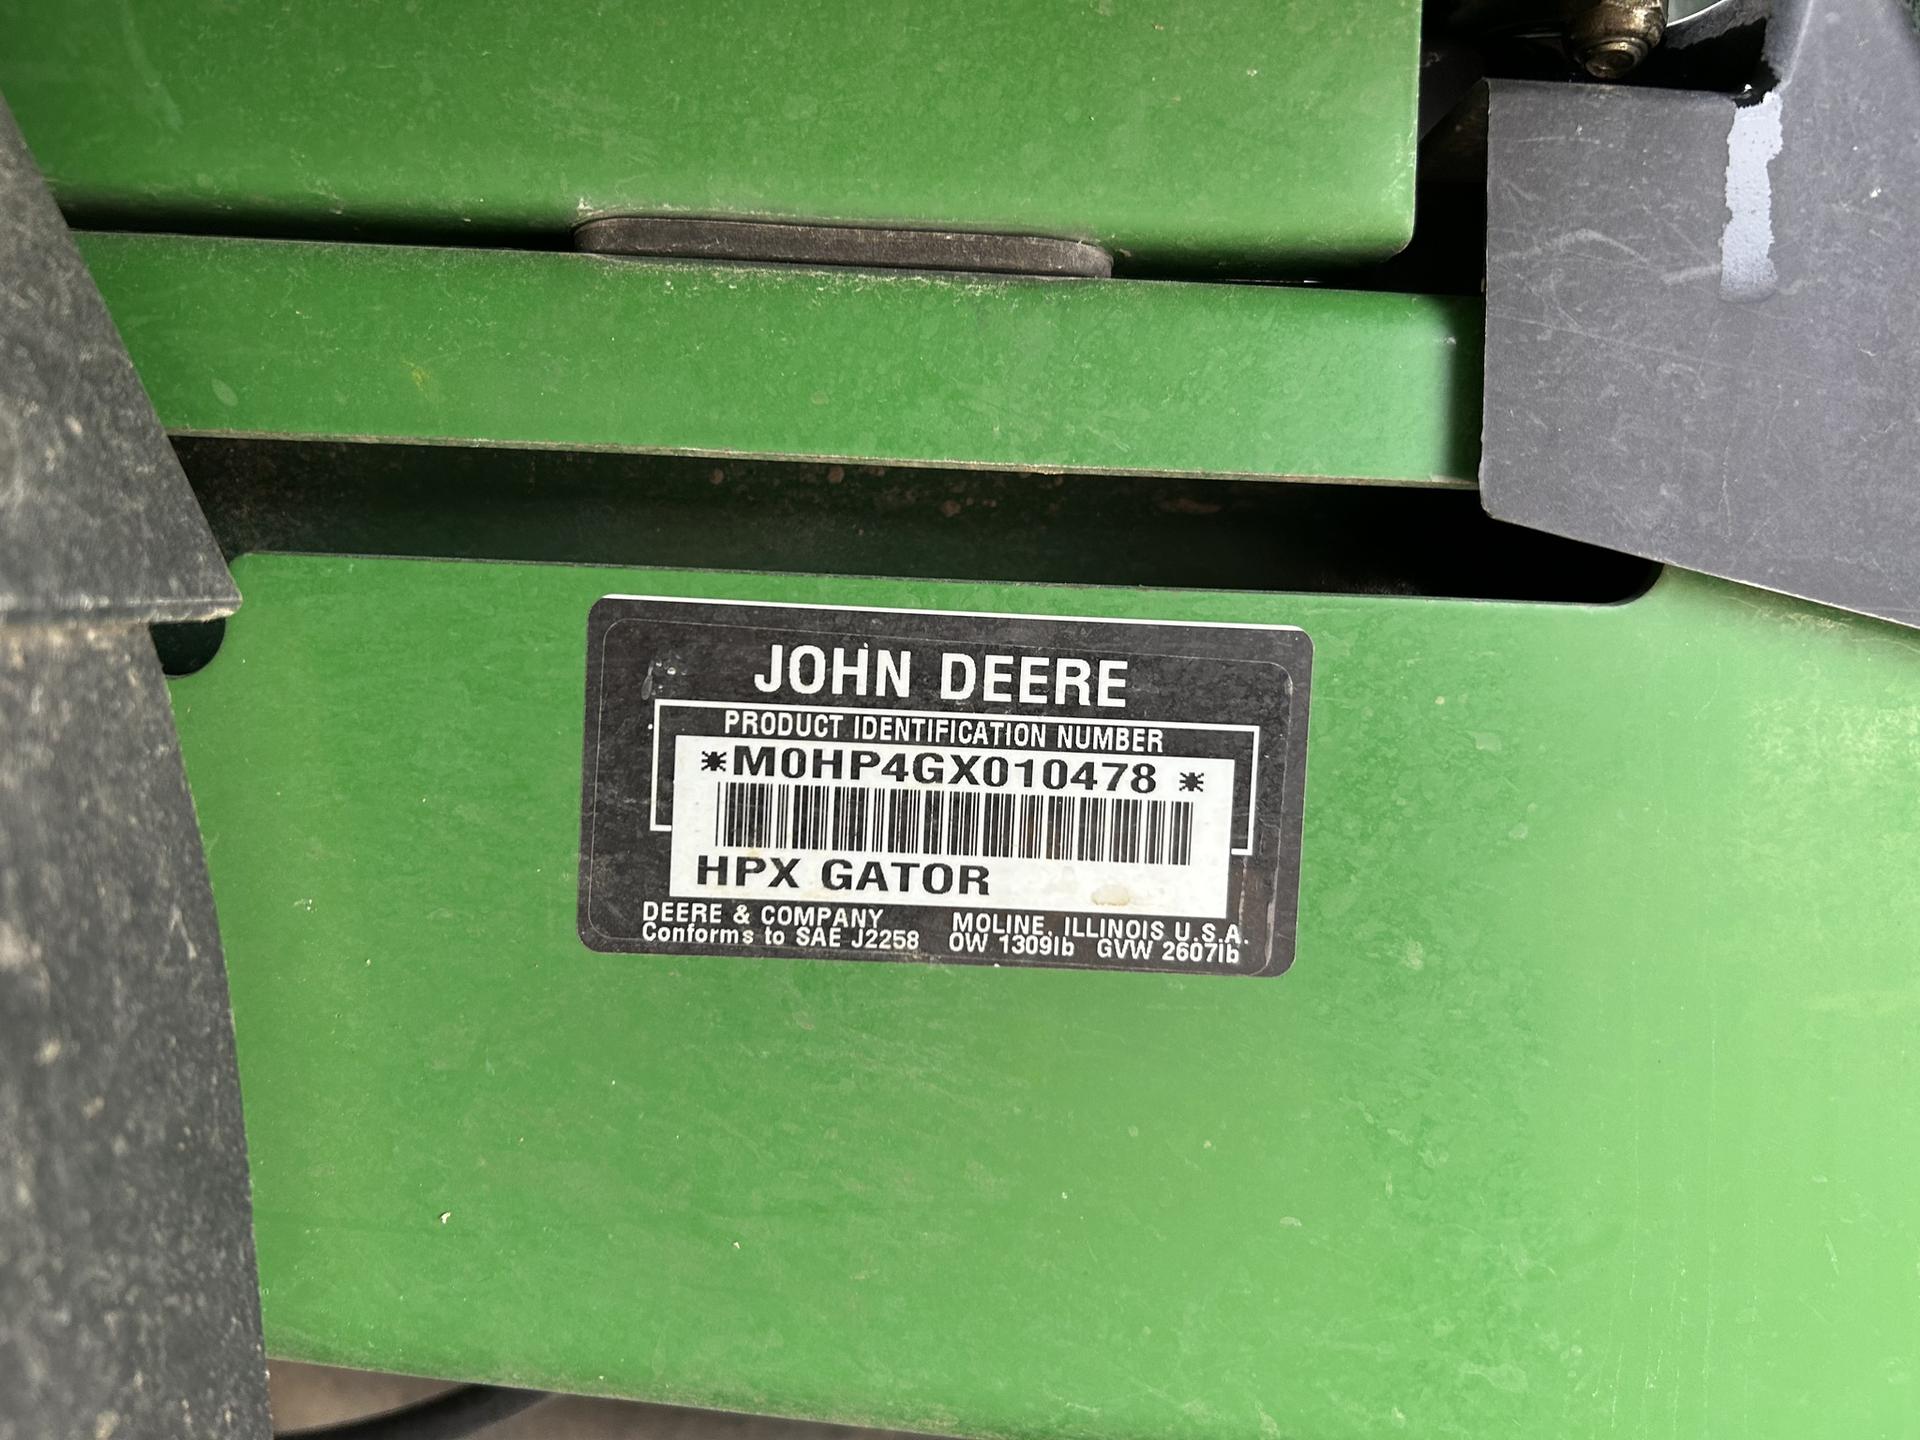 JOHN DEERE
PRODUCT IDENTIFICATION NUMBER
*M0HP4GX010478*
HPX GATOR
DEERE & COMPANY MOLINE, ILLINOIS U.S.A.
Conforms to SAE J2258 OW 1309lb GVW 2607lb